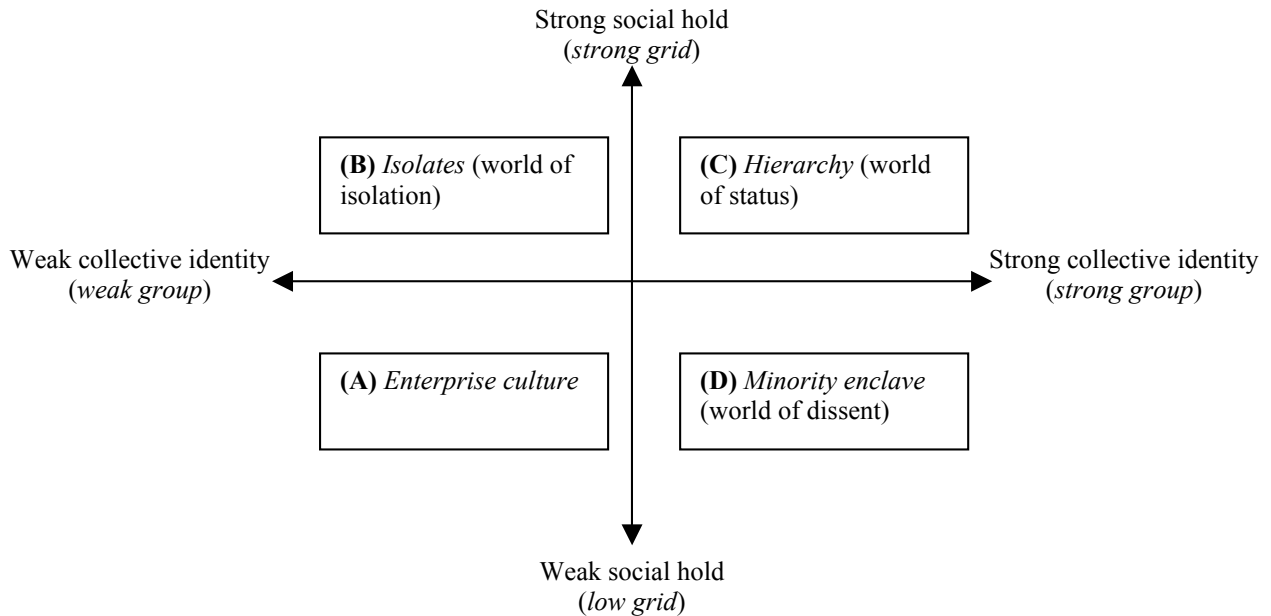 Strong social hold
(strong grid)
(B) Isolates (world of
isolation)
(C) Hierarchy (world
of status)
Weak collective identity
(weak group)
Strong collective identity
(strong group)
(A) Enterprise culture
(D) Minority enclave
(world of dissent)
Weak social hold
(low grid)